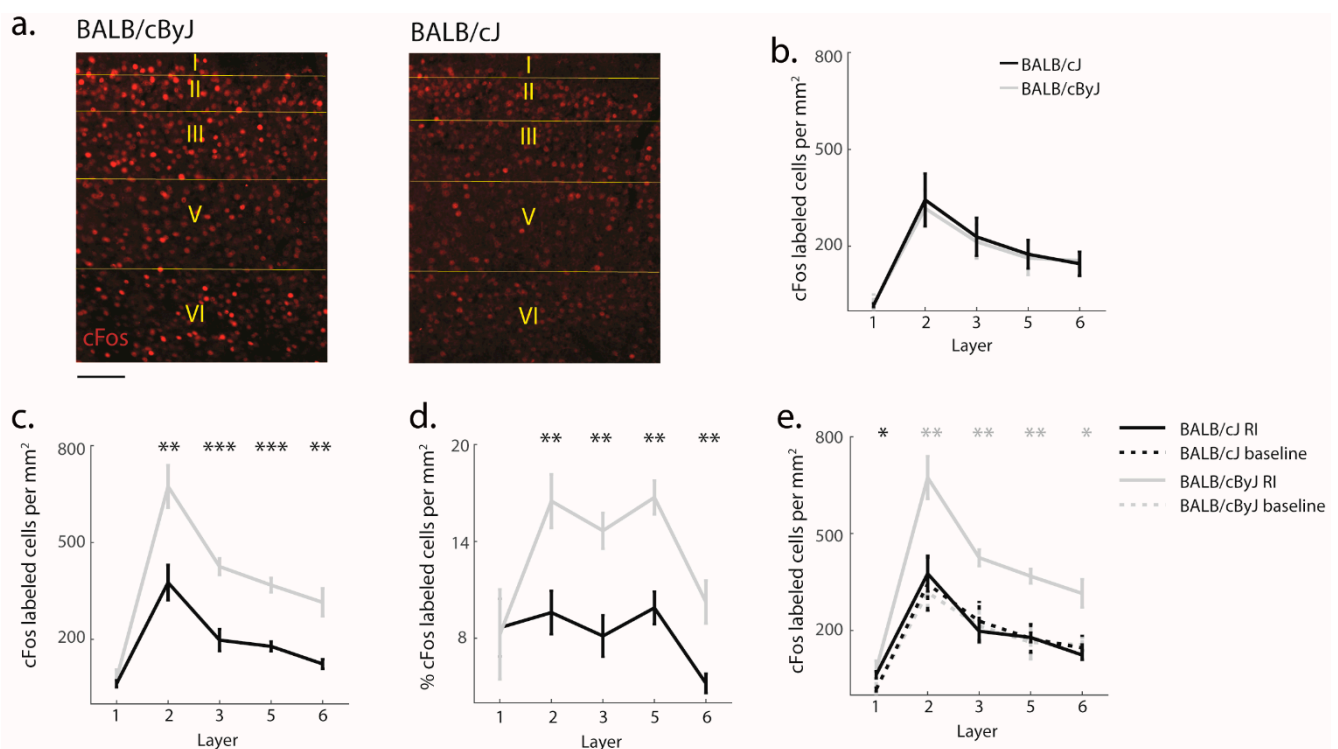 a.
BALB/cByJ
BALB/cJ
I
II
III
V
VI
cFos
I
II
III
V
VI
b.
800
500
200
cFos labeled cells per mm²
1 2 3 5 6
Layer
BALB/cJ
BALB/cByJ
c.
** *** *** **
800
500
200
cFos labeled cells per mm²
1 2 3 5 6
Layer
d.
** ** ** **
20
14
8
% cFos labeled cells per mm²
1 2 3 5 6
Layer
e.
* ** ** ** *
800
500
200
cFos labeled cells per mm²
1 2 3 5 6
Layer
BALB/cJ RI
BALB/cJ baseline
BALB/cByJ RI
BALB/cByJ baseline